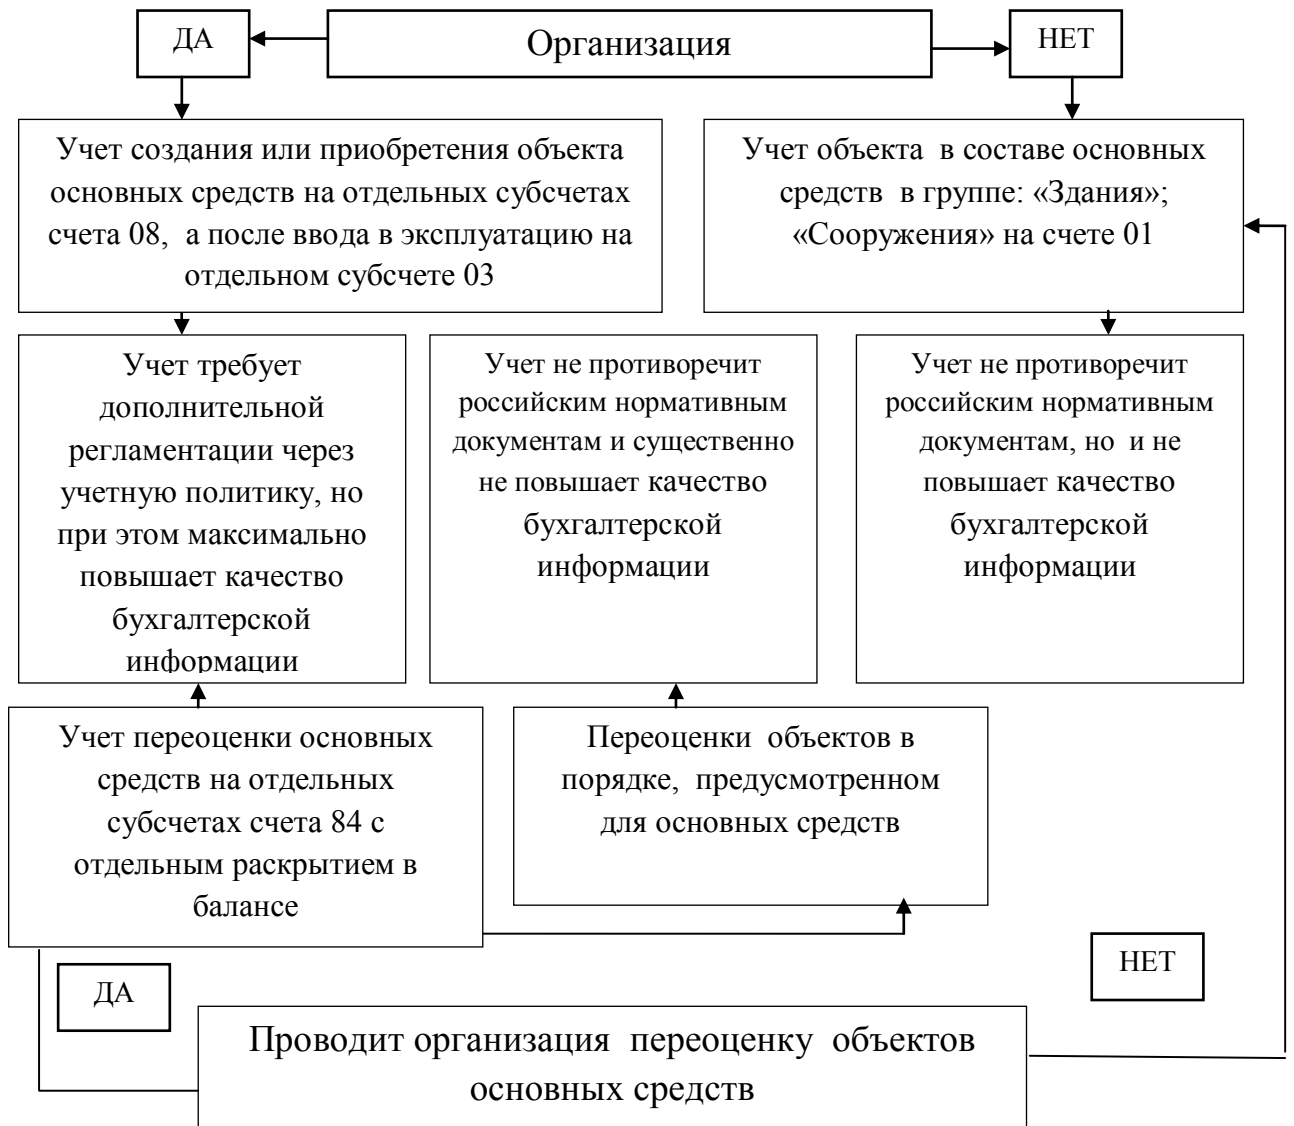 ДА
Организация
НЕТ
Учет создания или приобретения объекта
основных средств на отдельных субсчетах
счета 08, а после ввода в эксплуатацию на
отдельном субсчете 03
Учет объекта в составе основных
средств в группе: «Здания»;
«Сооружения» на счете 01
Учет требует
дополнительной
регламентации через
учетную политику, но
при этом максимально
повышает качество
бухгалтерской
информации
Учет не противоречит
российским нормативным
документам и существенно
не повышает качество
бухгалтерской
информации
Учет не противоречит
российским нормативным
документам, но и не
повышает качество
бухгалтерской
информации
Учет переоценки основных
средств на отдельных
субсчетах счета 84 с
отдельным раскрытием в
балансе
Переоценки объектов в
порядке, предусмотренном
для основных средств
ДА
НЕТ
Проводит организация переоценку объектов
основных средств